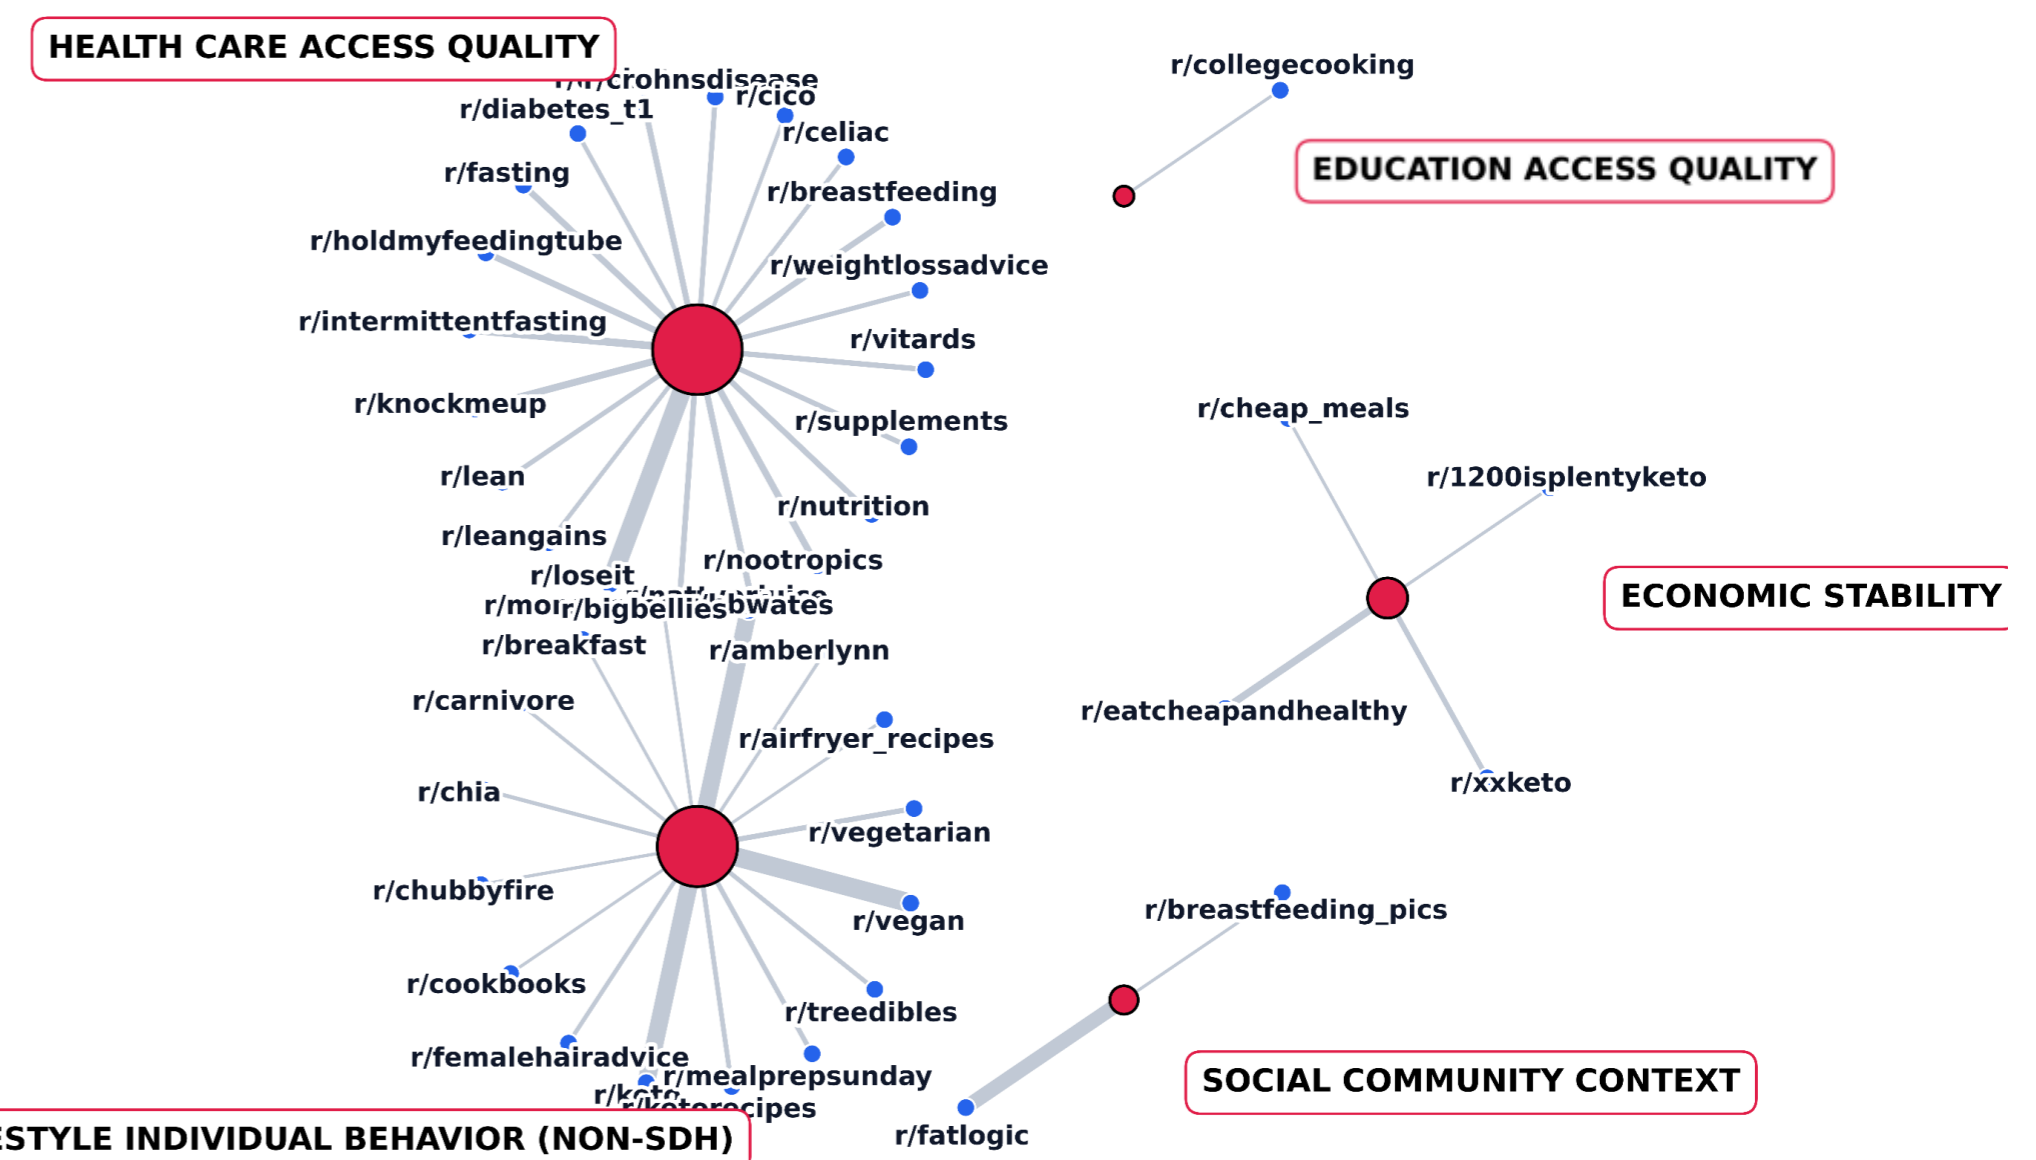 HEALTH CARE ACCESS QUALITY
r/collegecooking
r/crohnsdisease
r/cico
r/diabetes_t1
r/celiac
EDUCATION ACCESS QUALITY
r/fasting
r/breastfeeding
r/holdmyfeedingtube
r/weightlossadvice
r/intermittentfasting
r/vitards
r/knockmeup
r/cheap_meals
r/supplements
r/lean
r/1200isplentyketo
r/nutrition
r/leangains
r/nootropics
r/loseit
ECONOMIC STABILITY
r/bigbellies
r/breakfast
r/amberlynn
r/carnivore
r/eatcheapandhealthy
r/airfryer_recipes
r/xxketo
r/chia
r/vegetarian
r/chubbyfire
r/breastfeeding_pics
r/vegan
r/cookbooks
r/treedibles
r/femalehairadvice
r/mealprepsunday
SOCIAL COMMUNITY CONTEXT
r/keto
r/ketorecipes
r/fatlogic
INDIVIDUAL BEHAVIOR (NON-SDH)